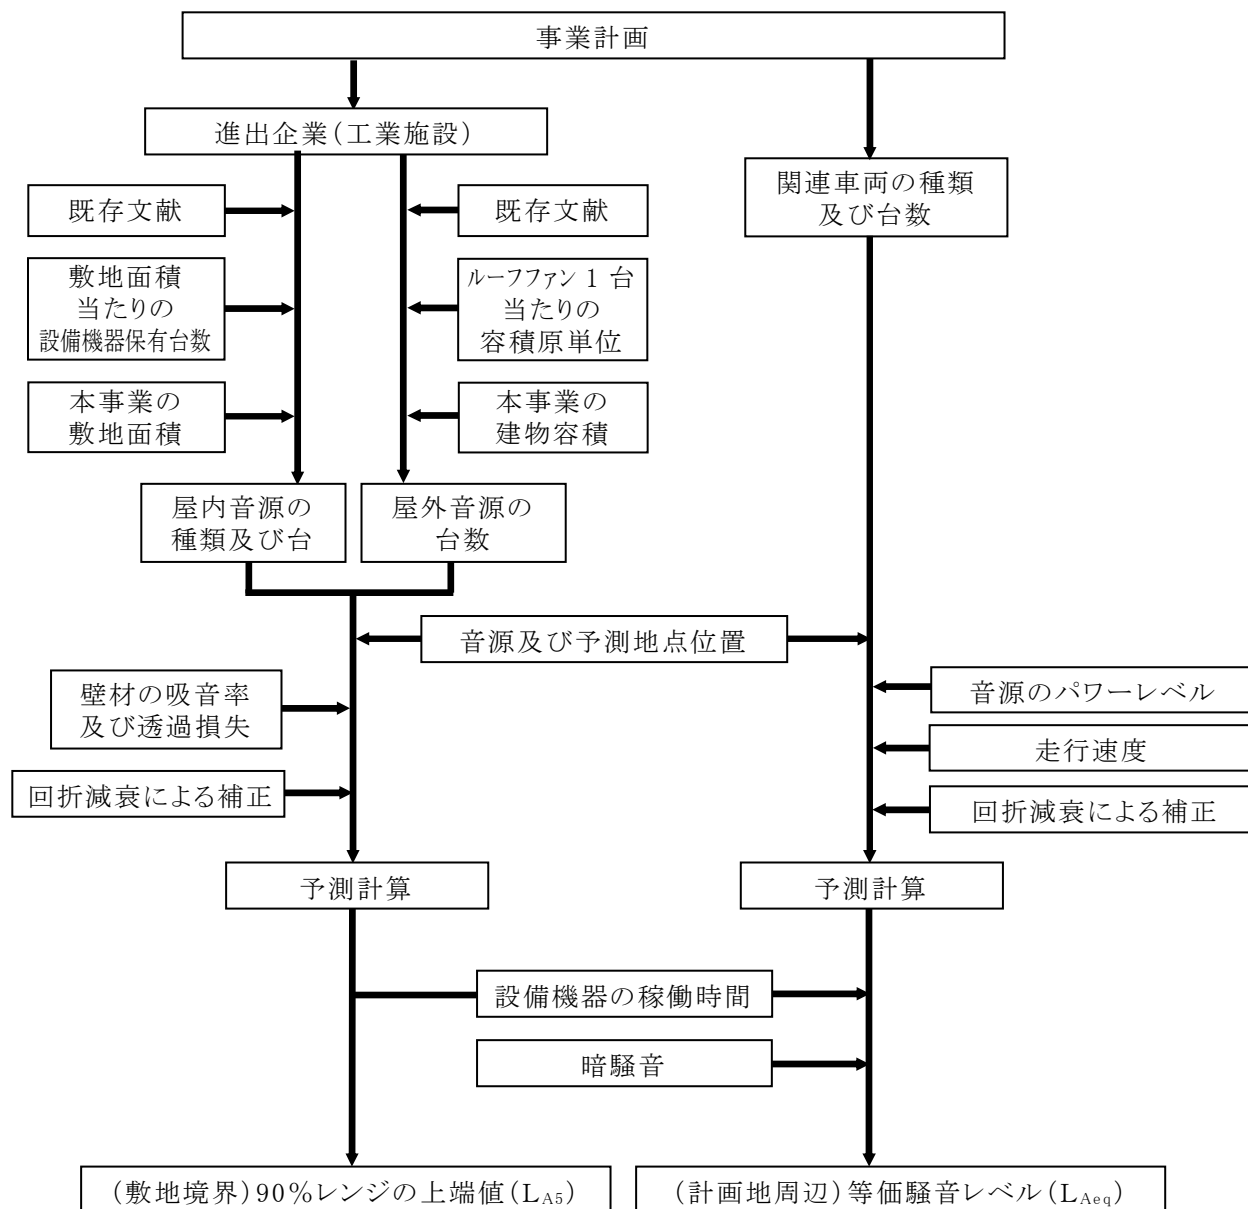 事業計画
進出企業(工業施設)
関連車両の種類
及び台数
既存文献
既存文献
敷地面積
当たりの
設備機器保有台数
ルーフファン 1 台
当たりの
容積原単位
本事業の
敷地面積
本事業の
建物容積
屋内音源の
種類及び台
屋外音源の
台数
音源及び予測地点位置
壁材の吸音率
及び透過損失
音源のパワーレベル
走行速度
回折減衰による補正
回折減衰による補正
予測計算
予測計算
設備機器の稼働時間
暗騒音
(敷地境界)90%レンジの上端値(LA5)
(計画地周辺)等価騒音レベル(LAeq)